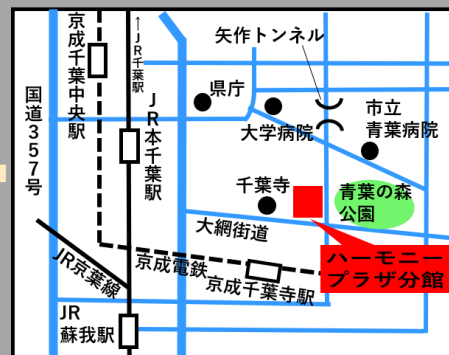 京成千葉中央駅
↑JR千葉駅
矢作トンネル
国道357号
JR本千葉駅
県庁
大学病院
市立
青葉病院
千葉寺
青葉の森
公園
大網街道
ハーモニー
プラザ分館
JR京葉線
京成電鉄
京成千葉寺駅
JR
蘇我駅